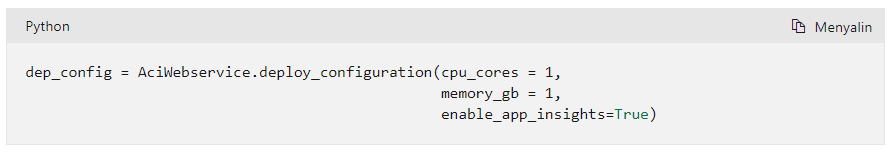 Python Menyalin
dep_config = AciWebservice.deploy_configuration(cpu_cores = 1,
memory_gb = 1,
enable_app_insights=True)